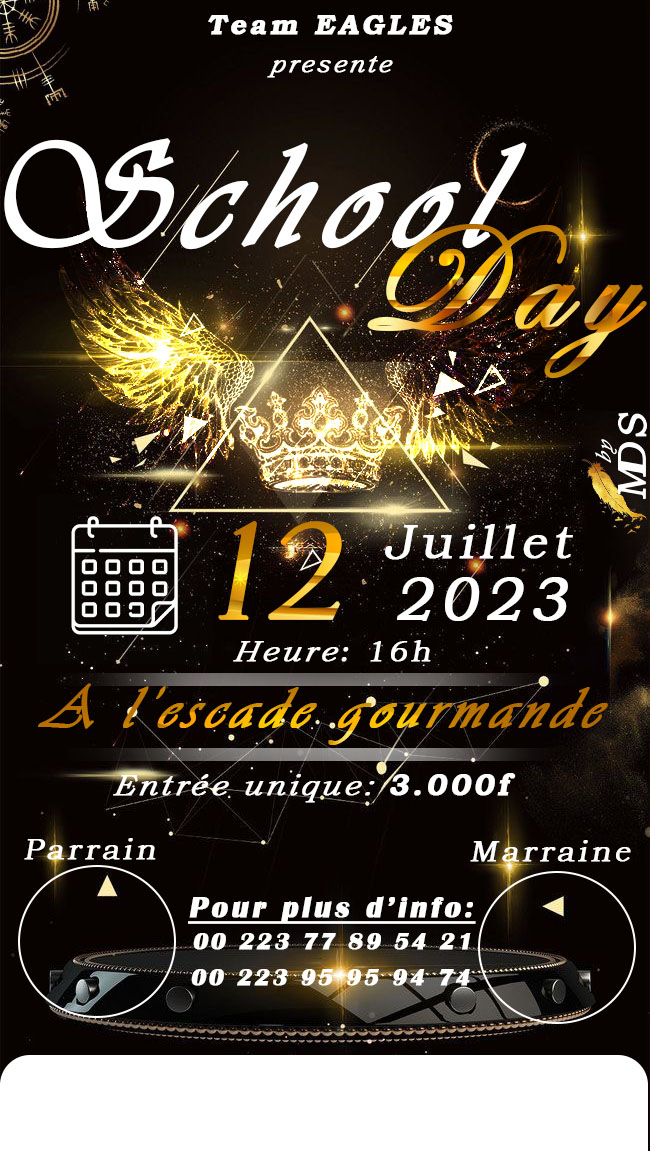 Team EAGLES
presente
School
Day
by
MDS
12 Juillet
2023
Heure: 16h
A l'escade gourmande
Entrée unique: 3.000f
Parrain
Marraine
Pour plus d’info:
00 223 77 89 54 21
00 223 95 95 94 74